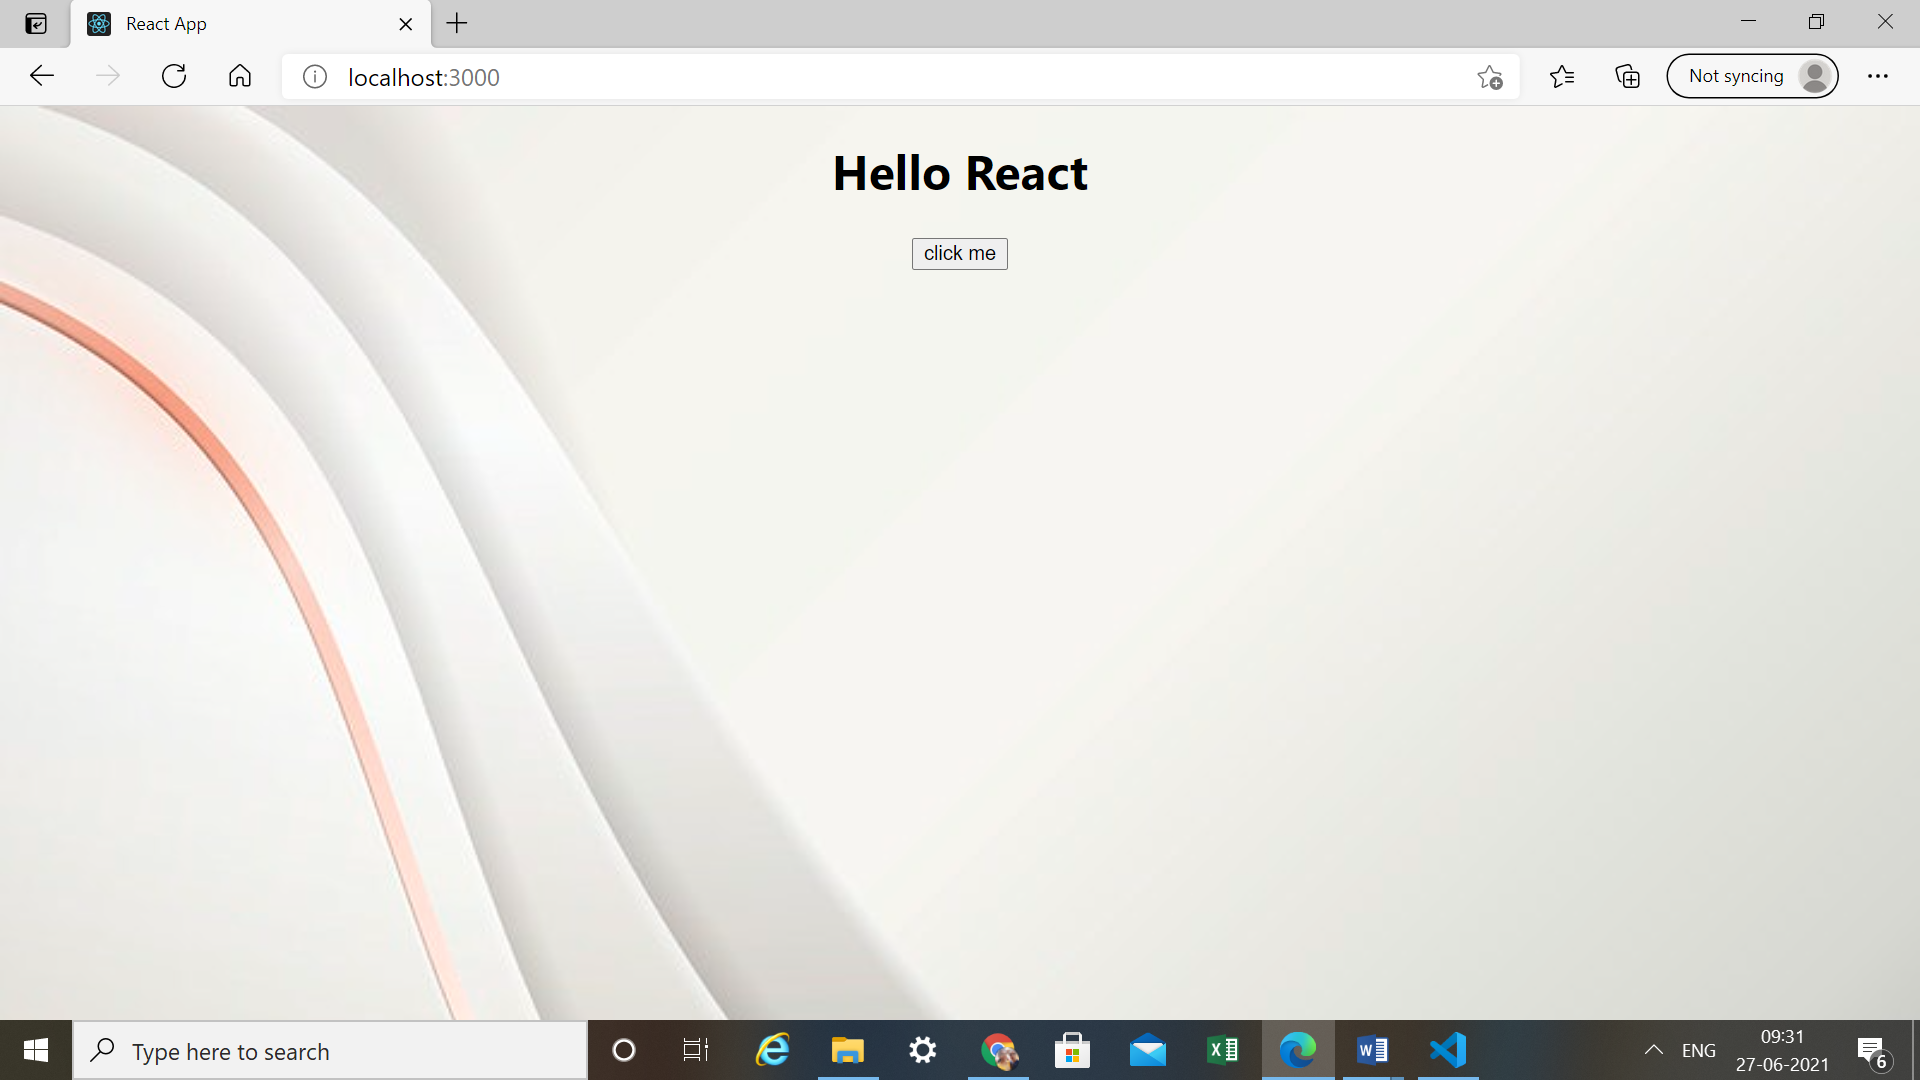 React App
localhost:3000
Not syncing
Hello React
click me
Type here to search
ENG
09:31
27-06-2021
6